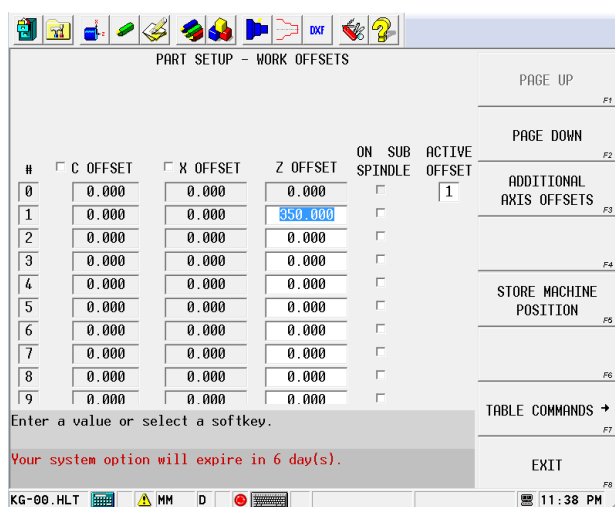 DXF
PART SETUP - WORK OFFSETS
# C OFFSET X OFFSET Z OFFSET ON SUB SPINDLE ACTIVE OFFSET
0 0.000 0.000 0.000 1
1 0.000 0.000 350.000
2 0.000 0.000 0.000
3 0.000 0.000 0.000
4 0.000 0.000 0.000
5 0.000 0.000 0.000
6 0.000 0.000 0.000
7 0.000 0.000 0.000
8 0.000 0.000 0.000
9 0.000 0.000 0.000
Enter a value or select a softkey.
Your system option will expire in 6 day(s).
PAGE UP
F1
PAGE DOWN
F2
ADDITIONAL
AXIS OFFSETS
F3
F4
STORE MACHINE
POSITION
F5
F6
TABLE COMMANDS →
F7
EXIT
F8
KG-00.HLT MM D 11:38 PM